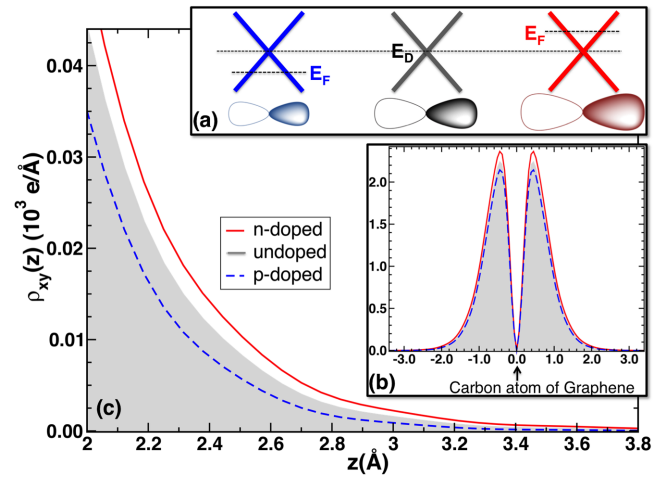 E_F
E_D
E_F
(a)
0.04
0.03
0.02
0.01
0.00
ρ_xy(z) (10^3 e/Å)
n-doped
undoped
p-doped
2.0
1.5
1.0
0.5
0.0
-3.0 -2.0 -1.0 0.0 1.0 2.0 3.0
(b)
Carbon atom of Graphene
(c)
2 2.2 2.4 2.6 2.8 3 3.2 3.4 3.6 3.8
z(Å)